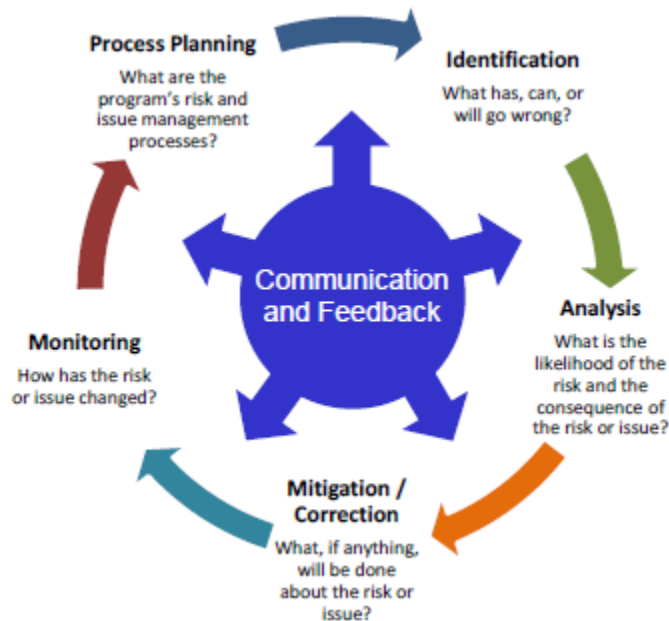 Process Planning
What are the
program's risk and
issue management
processes?
Identification
What has, can, or
will go wrong?
Communication
and Feedback
Analysis
What is the
likelihood of the
risk and the
consequence of
the risk or issue?
Monitoring
How has the risk
or issue changed?
Mitigation /
Correction
What, if anything,
will be done
about the risk or
issue?